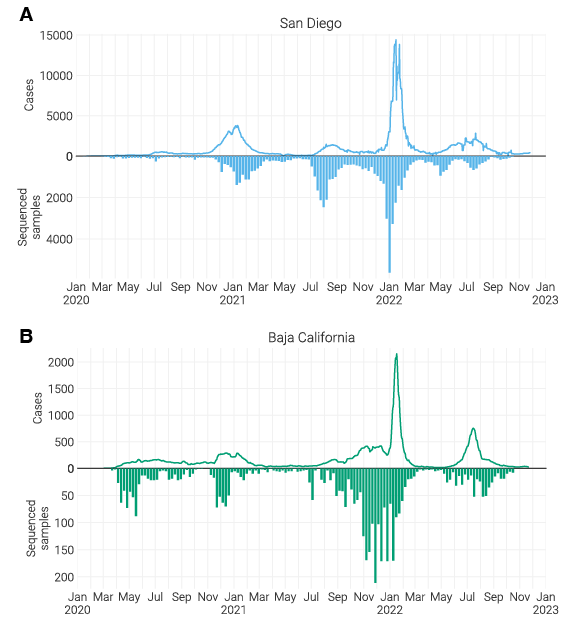 A
San Diego
15000
10000
5000
0
2000
4000
Cases
Sequenced
samples
Jan Mar May Jul Sep Nov Jan Mar May Jul Sep Nov Jan Mar May Jul Sep Nov Jan
2020 2021 2022 2023
B
Baja California
2000
1500
1000
500
0
50
100
150
200
Cases
Sequenced
samples
Jan Mar May Jul Sep Nov Jan Mar May Jul Sep Nov Jan Mar May Jul Sep Nov Jan
2020 2021 2022 2023